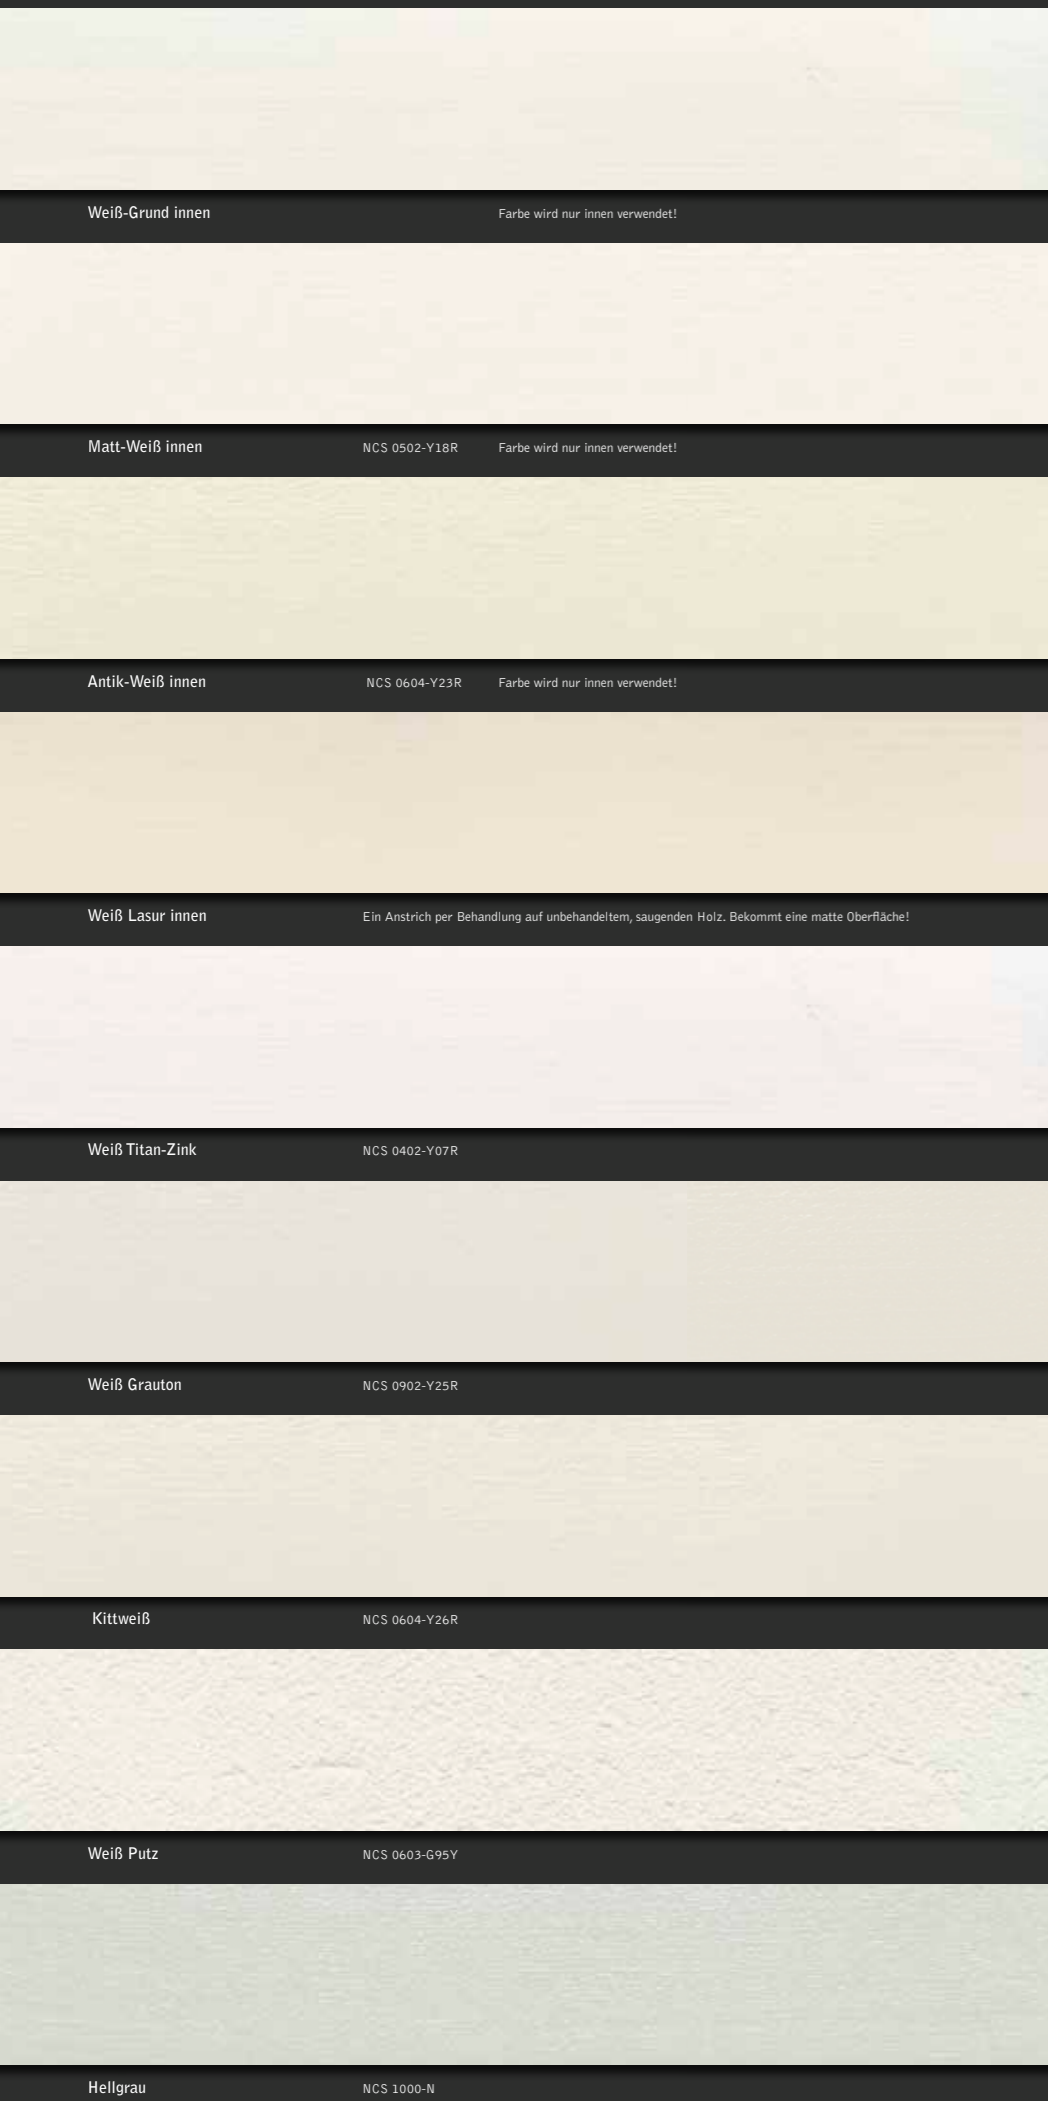 Weiß-Grund innen Farbe wird nur innen verwendet!
Matt-Weiß innen NCS 0502-Y18R Farbe wird nur innen verwendet!
Antik-Weiß innen NCS 0604-Y23R Farbe wird nur innen verwendet!
Weiß Lasur innen Ein Anstrich per Behandlung auf unbehandeltem, saugenden Holz. Bekommt eine matte Oberfläche!
Weiß Titan-Zink NCS 0402-Y07R
Weiß Grauton NCS 0902-Y25R
Kittweiß NCS 0604-Y26R
Weiß Putz NCS 0603-G95Y
Hellgrau NCS 1000-N